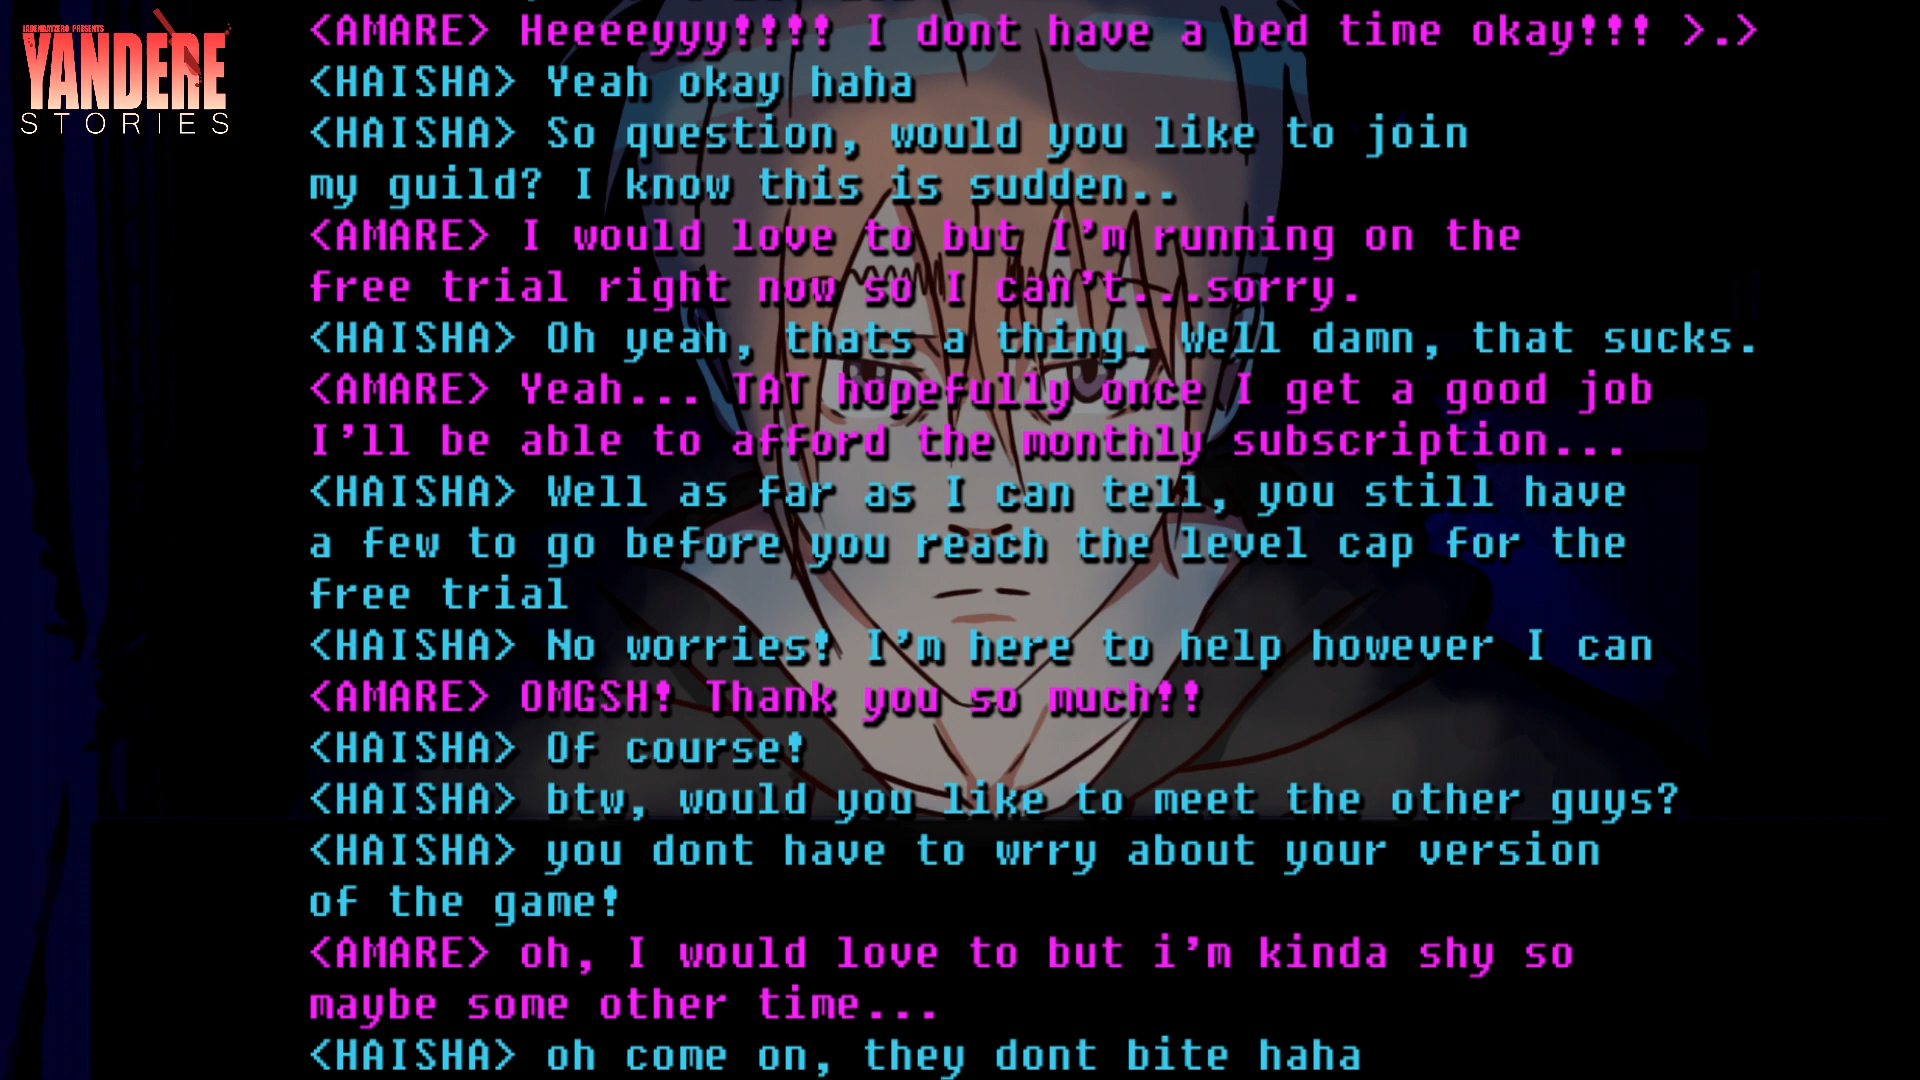 JABENDAYZERO PRESENTS
YANDERE
STORIES
<AMARE> Heeeeyyy!!!! I dont have a bed time okay!!! >.>
<HAISHA> Yeah okay haha
<HAISHA> So question, would you like to join
my guild? I know this is sudden..
<AMARE> I would love to but I'm running on the
free trial right now so I can't...sorry.
<HAISHA> Oh yeah, thats a thing. Well damn, that sucks.
<AMARE> Yeah... TAT hopefully once I get a good job
I'll be able to afford the monthly subscription...
<HAISHA> Well as far as I can tell, you still have
a few to go before you reach the level cap for the
free trial
<HAISHA> No worries! I'm here to help however I can
<AMARE> OMGSH! Thank you so much!!
<HAISHA> Of course!
<HAISHA> btw, would you like to meet the other guys?
<HAISHA> you dont have to wrry about your version
of the game!
<AMARE> oh, I would love to but i'm kinda shy so
maybe some other time...
<HAISHA> oh come on, they dont bite haha